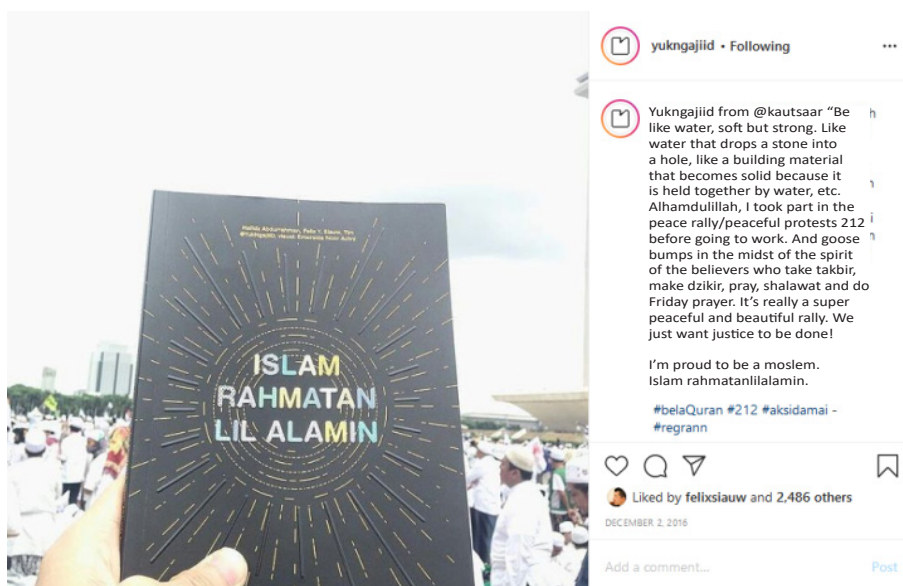 yukngajiid • Following
Yukngajiid from @kautsaar “Be
like water, soft but strong. Like
water that drops a stone into
a hole, like a building material
that becomes solid because it
is held together by water, etc.
Alhamdulillah, I took part in the
peace rally/peaceful protests 212
before going to work. And goose
bumps in the midst of the spirit
of the believers who take takbir,
make dzikir, pray, shalawat and do
Friday prayer. It’s really a super
peaceful and beautiful rally. We
just want justice to be done!
I’m proud to be a moslem.
Islam rahmatanlilalamin.
#belaQuran #212 #aksidamai -
#regrann
Liked by felixsiauw and 2,486 others
DECEMBER 2, 2016
Add a comment... Post
ISLAM
RAHMATAN
LIL ALAMIN